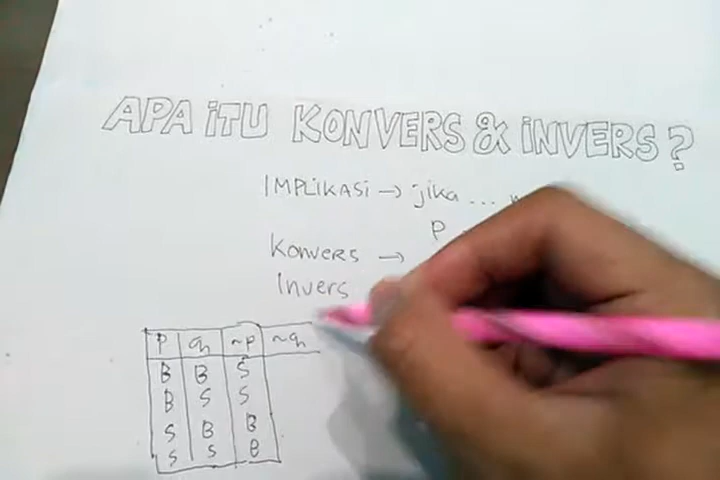 APA iTU KONVERS & iNVERS?
IMPLiKASi → jika ...
P
Konvers →
Invers
P q ~P ~q
B B S
B S S
S B B
S S B